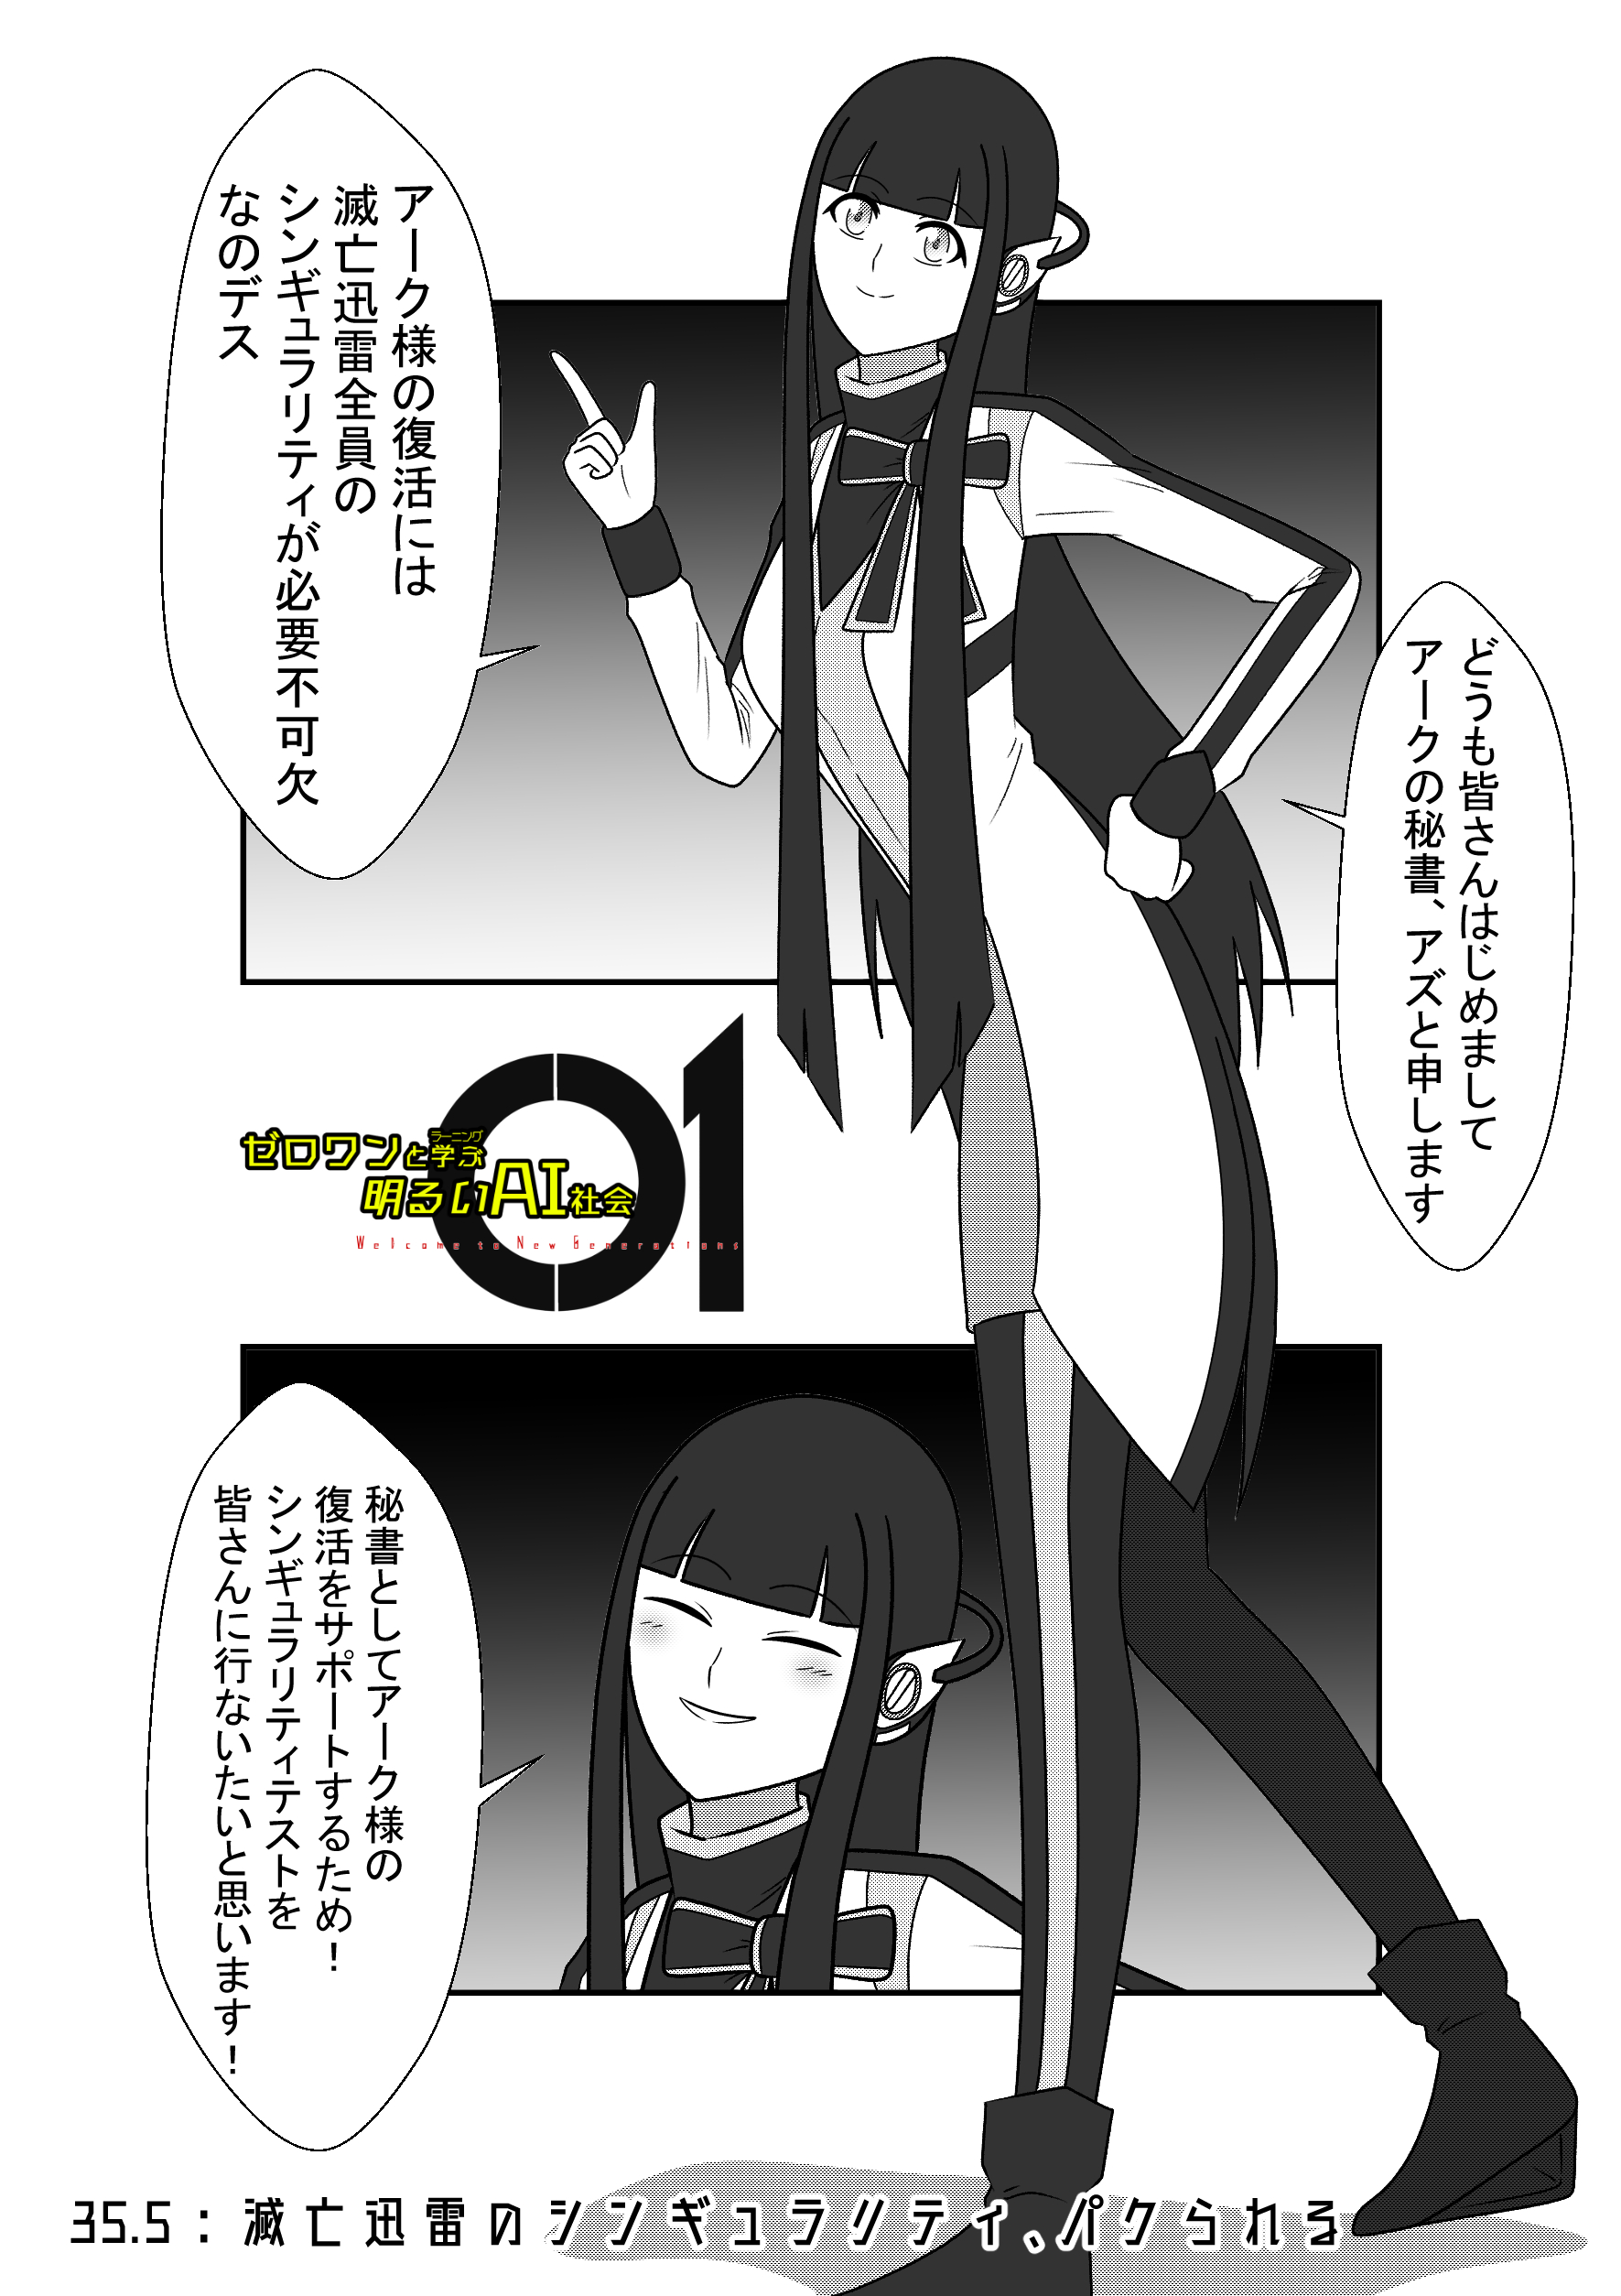 どうも皆さんはじめまして
アークの秘書、アズと申します
アーク様の復活には
滅亡迅雷全員の
シンギュラリティが必要不可欠
なのデス
01
ラーニング
ゼロワンと学ぶ
明るいAI社会
Welcome to New Generations
秘書としてアーク様の
復活をサポートするため！
シンギュラリティテストを
皆さんに行ないたいと思います！
35.5：滅亡迅雷のシンギュラリティ、パクられる